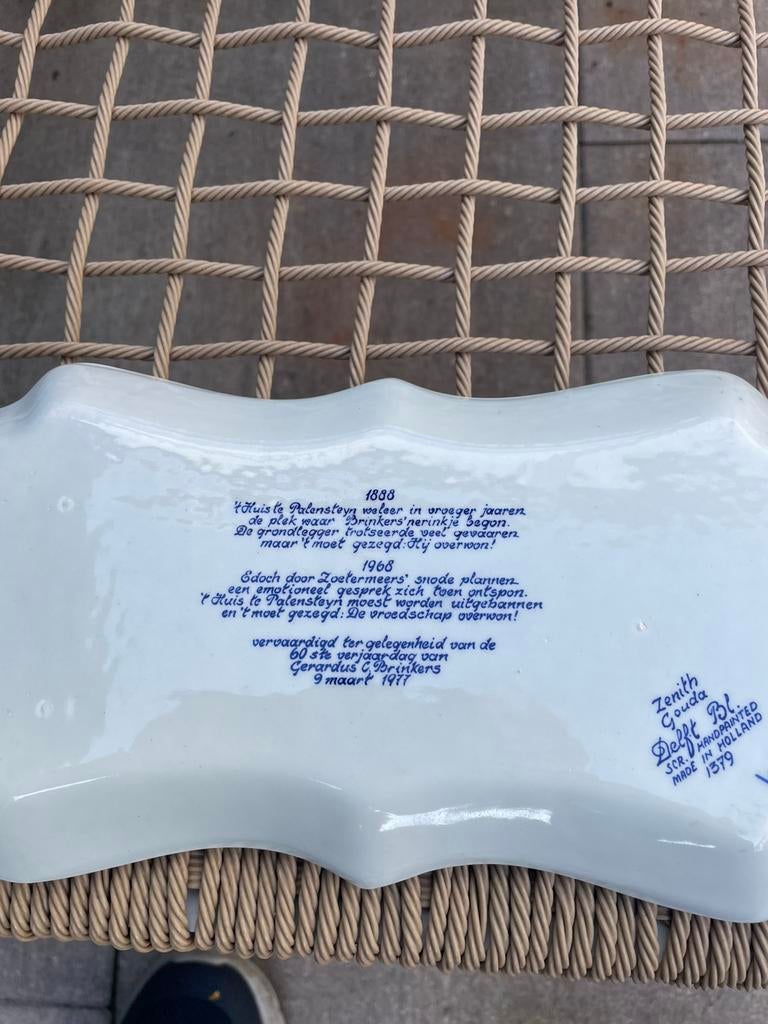 1888
't Huis te Palensteyn weleer in vroeger jaaren
de plek waar Brinkers' nerinkje begon.
De grondlegger trotseerde veel gevaaren
maar 't moet gezegd: Hij overwon!
1968
Edoch door Zoetermeers' snode plannen
een emotioneel gesprek zich toen ontspon.
't Huis te Palensteyn moest worden uitgebannen
en 't moet gezegd: De vroedschap overwon!
vervaardigd ter gelegenheid van de
60 ste verjaardag van
Gerardus C. Brinkers
9 maart 1977
Zenith
Gouda
Delft Bl.
SCR. HANDPAINTED
MADE IN HOLLAND
1379